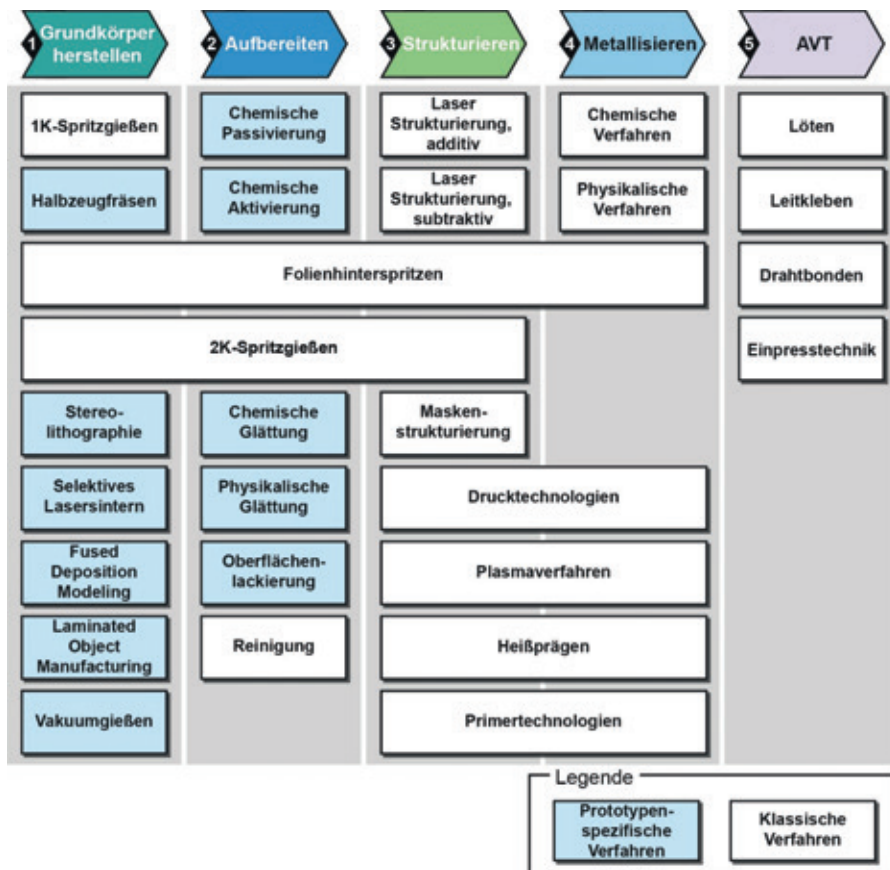 1 Grundkörper
herstellen
2 Aufbereiten
3 Strukturieren
4 Metallisieren
5 AVT
1K-Spritzgießen
Chemische
Passivierung
Laser
Strukturierung,
additiv
Chemische
Verfahren
Löten
Halbzeugfräsen
Chemische
Aktivierung
Laser
Strukturierung,
subtraktiv
Physikalische
Verfahren
Leitkleben
Folienhinterspritzen
Drahtbonden
2K-Spritzgießen
Einpresstechnik
Stereo-
lithographie
Chemische
Glättung
Masken-
strukturierung
Selektives
Lasersintern
Physikalische
Glättung
Drucktechnologien
Fused
Deposition
Modeling
Oberflächen-
lackierung
Plasmaverfahren
Laminated
Object
Manufacturing
Reinigung
Heißprägen
Vakuumgießen
Primertechnologien
Legende
Prototypen-
spezifische
Verfahren
Klassische
Verfahren